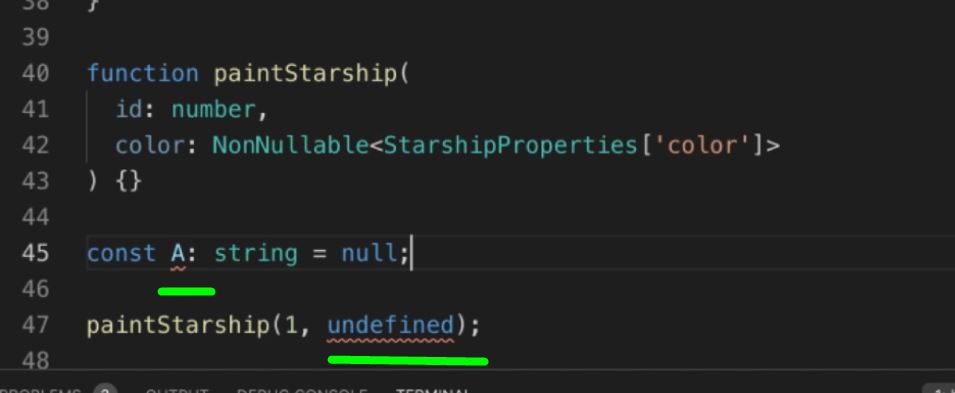 38 }
39
40 function paintStarship(
41   id: number,
42   color: NonNullable<StarshipProperties['color']>
43 ) {}
44
45 const A: string = null;
46
47 paintStarship(1, undefined);
48
PROBLEMS 2 OUTPUT DEBUG CONSOLE TERMINAL